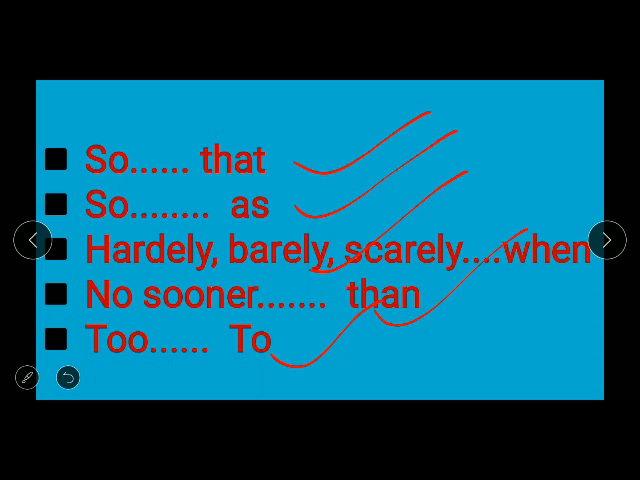 So...... that
So........ as
Hardely, barely, scarely....when
No sooner....... than
Too...... To